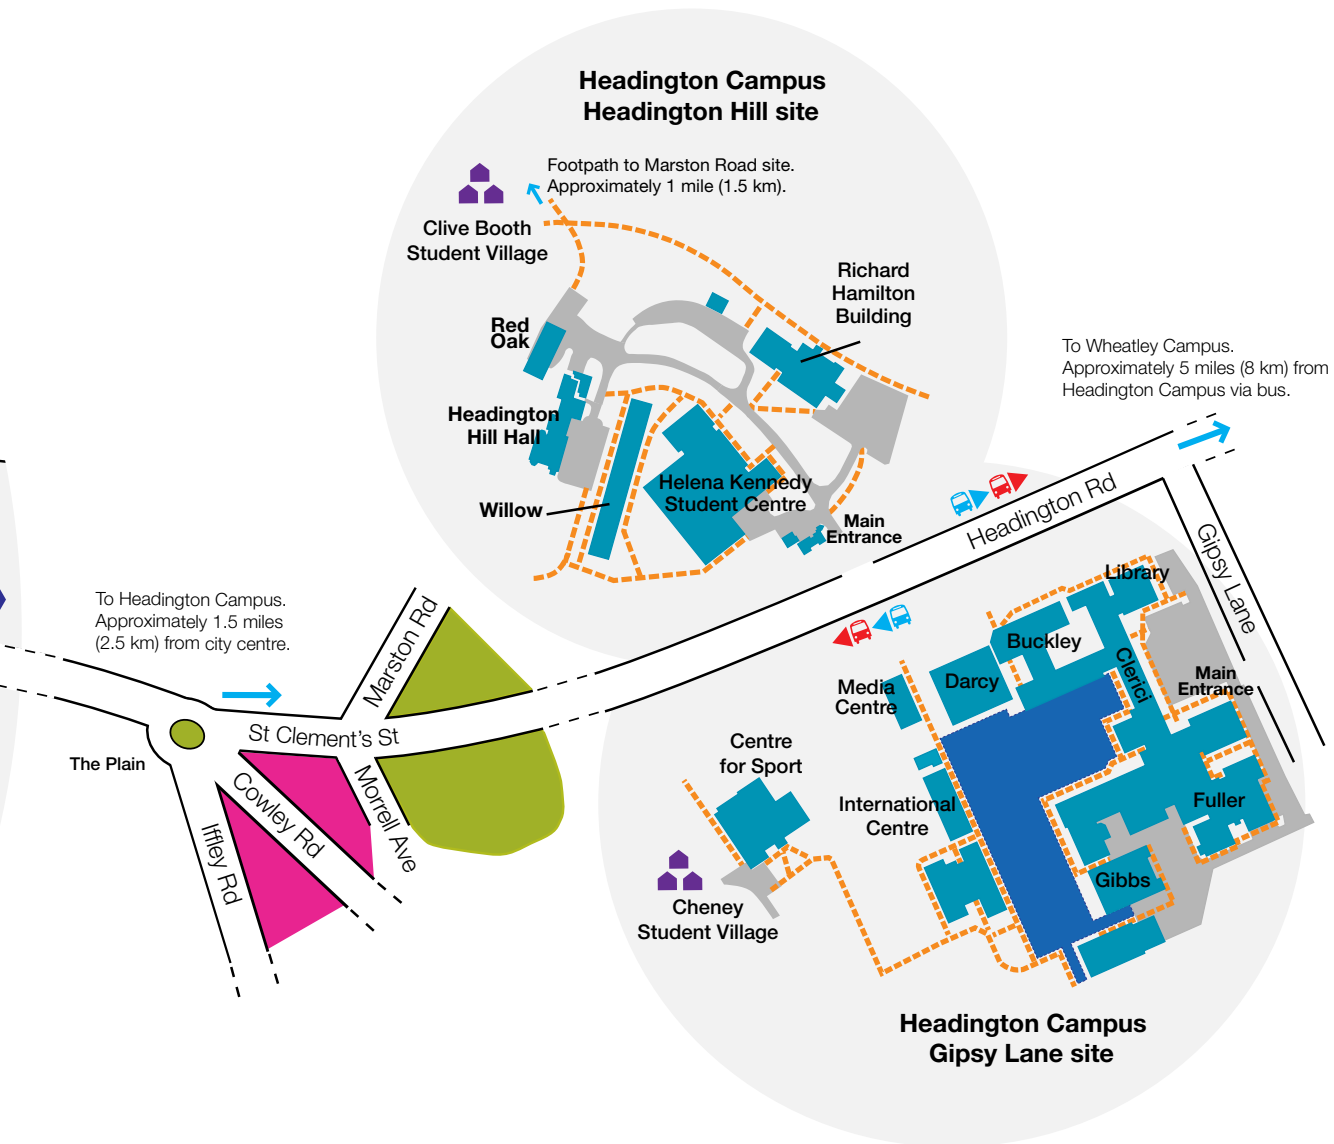 Headington Campus
Headington Hill site
Footpath to Marston Road site.
Approximately 1 mile (1.5 km).
Clive Booth
Student Village
Richard
Hamilton
Building
Red
Oak
To Wheatley Campus.
Approximately 5 miles (8 km) from
Headington Campus via bus.
Headington
Hill Hall
Helena Kennedy
Student Centre
Willow
Main
Entrance
Headington Rd
Gipsy Lane
Library
To Headington Campus.
Approximately 1.5 miles
(2.5 km) from city centre.
Marston Rd
Buckley
Clerici
Darcy
Media
Centre
Main
Entrance
St Clement's St
The Plain
Centre
for Sport
Cowley Rd
Morrell Ave
Iffley Rd
International
Centre
Fuller
Gibbs
Cheney
Student Village
Headington Campus
Gipsy Lane site